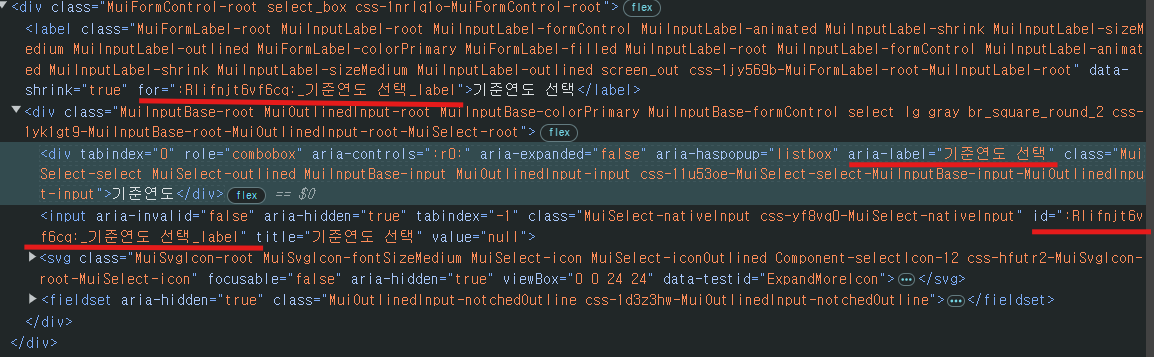 <div class="MuiFormControl-root select_box css-1nrlq1o-MuiFormControl-root"> flex
<label class="MuiFormLabel-root MuiInputLabel-root MuiInputLabel-formControl MuiInputLabel-animated MuiInputLabel-shrink MuiInputLabel-sizeM
edium MuiInputLabel-outlined MuiFormLabel-colorPrimary MuiFormLabel-filled MuiInputLabel-root MuiInputLabel-formControl MuiInputLabel-animat
ed MuiInputLabel-shrink MuiInputLabel-sizeMedium MuiInputLabel-outlined screen_out css-1jy569b-MuiFormLabel-root-MuiInputLabel-root" data-
shrink="true" for=":Rlifnjt6vf6cq:_기준연도 선택_label">기준연도 선택</label>
<div class="MuiInputBase-root MuiOutlinedInput-root MuiInputBase-colorPrimary MuiInputBase-formControl select lg gray br_square_round_2 css-
1yk1gt9-MuiInputBase-root-MuiOutlinedInput-root-MuiSelect-root"> flex
<div tabindex="0" role="combobox" aria-controls=":r0:" aria-expanded="false" aria-haspopup="listbox" aria-label="기준연도 선택" class="Mui
Select-select MuiSelect-outlined MuiInputBase-input MuiOutlinedInput-input css-11u53oe-MuiSelect-select-MuiInputBase-input-MuiOutlinedInpu
t-input">기준연도</div> flex == $0
<input aria-invalid="false" aria-hidden="true" tabindex="-1" class="MuiSelect-nativeInput css-yf8vq0-MuiSelect-nativeInput" id=":Rlifnjt6v
f6cq:_기준연도 선택_label" title="기준연도 선택" value="null">
<svg class="MuiSvgIcon-root MuiSvgIcon-fontSizeMedium MuiSelect-icon MuiSelect-iconOutlined Component-selectIcon-12 css-hfutr2-MuiSvgIcon-
root-MuiSelect-icon" focusable="false" aria-hidden="true" viewBox="0 0 24 24" data-testid="ExpandMoreIcon">…</svg>
<fieldset aria-hidden="true" class="MuiOutlinedInput-notchedOutline css-1d3z3hw-MuiOutlinedInput-notchedOutline">…</fieldset>
</div>
</div>